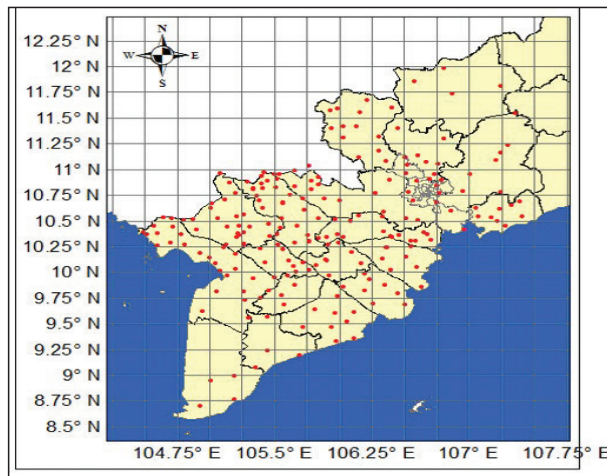 N
W E
S
12.25° N
12° N
11.75° N
11.5° N
11.25° N
11° N
10.75° N
10.5° N
10.25° N
10° N
9.75° N
9.5° N
9.25° N
9° N
8.75° N
8.5° N
104.75° E 105.5° E 106.25° E 107° E 107.75° E